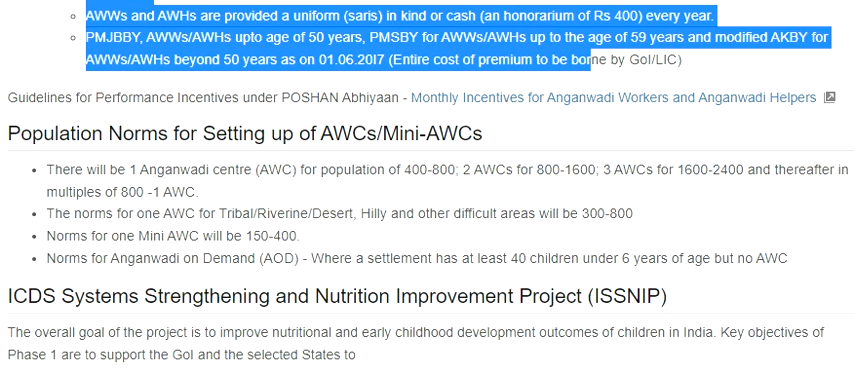 AWWs and AWHs are provided a uniform (saris) in kind or cash (an honorarium of Rs 400) every year.
PMJBBY, AWWs/AWHs upto age of 50 years, PMSBY for AWWs/AWHs up to the age of 59 years and modified AKBY for
AWWs/AWHs beyond 50 years as on 01.06.20l7 (Entire cost of premium to be borne by GoI/LIC)
Guidelines for Performance Incentives under POSHAN Abhiyaan - Monthly Incentives for Anganwadi Workers and Anganwadi Helpers
Population Norms for Setting up of AWCs/Mini-AWCs
There will be 1 Anganwadi centre (AWC) for population of 400-800; 2 AWCs for 800-1600; 3 AWCs for 1600-2400 and thereafter in
multiples of 800 -1 AWC.
The norms for one AWC for Tribal/Riverine/Desert, Hilly and other difficult areas will be 300-800
Norms for one Mini AWC will be 150-400.
Norms for Anganwadi on Demand (AOD) - Where a settlement has at least 40 children under 6 years of age but no AWC
ICDS Systems Strengthening and Nutrition Improvement Project (ISSNIP)
The overall goal of the project is to improve nutritional and early childhood development outcomes of children in India. Key objectives of
Phase 1 are to support the GoI and the selected States to